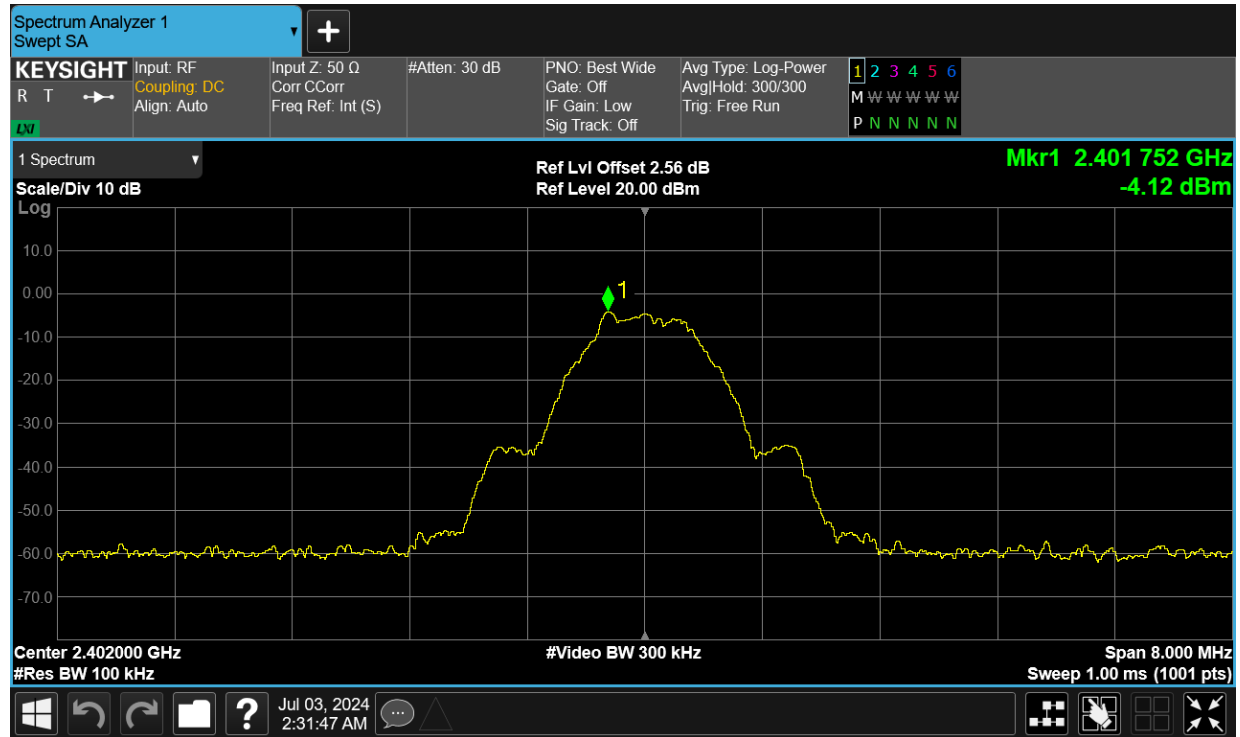 Spectrum Analyzer 1
Swept SA
KEYSIGHT
R T
LXI
Input: RF
Coupling: DC
Align: Auto
Input Z: 50 Ω
Corr CCorr
Freq Ref: Int (S)
#Atten: 30 dB
PNO: Best Wide
Gate: Off
IF Gain: Low
Sig Track: Off
Avg Type: Log-Power
Avg|Hold: 300/300
Trig: Free Run
1 2 3 4 5 6
M W W W W W
P N N N N N
1 Spectrum
Scale/Div 10 dB
Log
Ref Lvl Offset 2.56 dB
Ref Level 20.00 dBm
Mkr1 2.401 752 GHz
-4.12 dBm
10.0
0.00
-10.0
-20.0
-30.0
-40.0
-50.0
-60.0
-70.0
1
Center 2.402000 GHz
#Res BW 100 kHz
#Video BW 300 kHz
Span 8.000 MHz
Sweep 1.00 ms (1001 pts)
?
Jul 03, 2024
2:31:47 AM